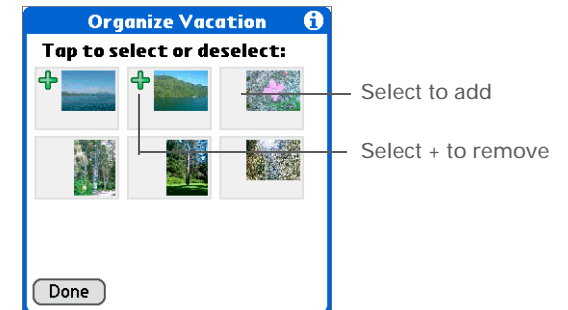 Organize Vacation
Tap to select or deselect:
Select to add
Select + to remove
Done